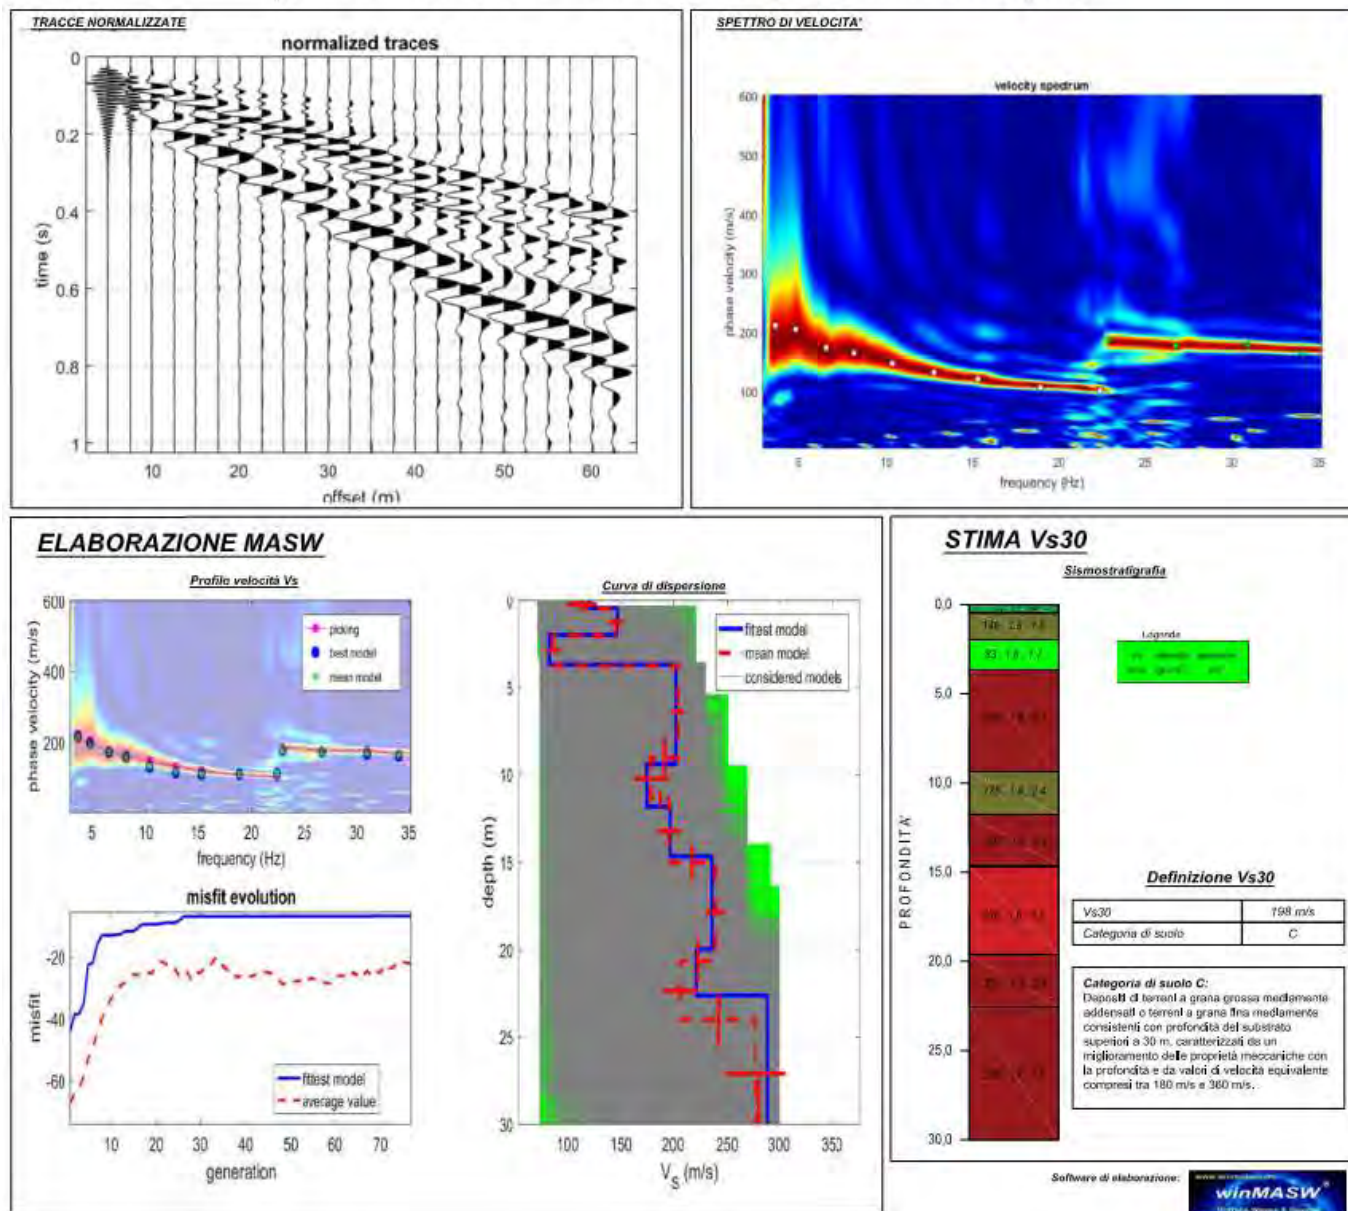 TRACCE NORMALIZZATE
normalized traces
0
0.2
0.4
0.6
0.8
1
time (s)
10 20 30 40 50 60
offset (m)
SPETTRO DI VELOCITA'
velocity spectrum
600
500
400
300
200
100
phase velocity (m/s)
5 10 15 20 25 30 35
frequency (Hz)
ELABORAZIONE MASW
Profilo velocità Vs
600
400
200
phase velocity (m/s)
picking
best model
mean model
5 10 15 20 25 30 35
frequency (Hz)
misfit evolution
-20
-40
-60
misfit
fittest model
average value
10 20 30 40 50 60 70
generation
Curva di dispersione
0
5
10
15
20
25
30
depth (m)
fittest model
mean model
considered models
100 150 200 250 300 350
VS (m/s)
STIMA Vs30
Sismostratigrafia
0,0
5,0
10,0
15,0
20,0
25,0
30,0
PROFONDITA'
Legenda
Definizione Vs30
Vs30 198 m/s
Categoria di suolo C
Categoria di suolo C:
Depositi di terreni a grana grossa mediamente
addensati o terreni a grana fina mediamente
consistenti con profondità del substrato
superiori a 30 m, caratterizzati da un
miglioramento delle proprietà meccaniche con
la profondità e da valori di velocità equivalente
compresi tra 180 m/s e 360 m/s.
Software di elaborazione:
winMASW®